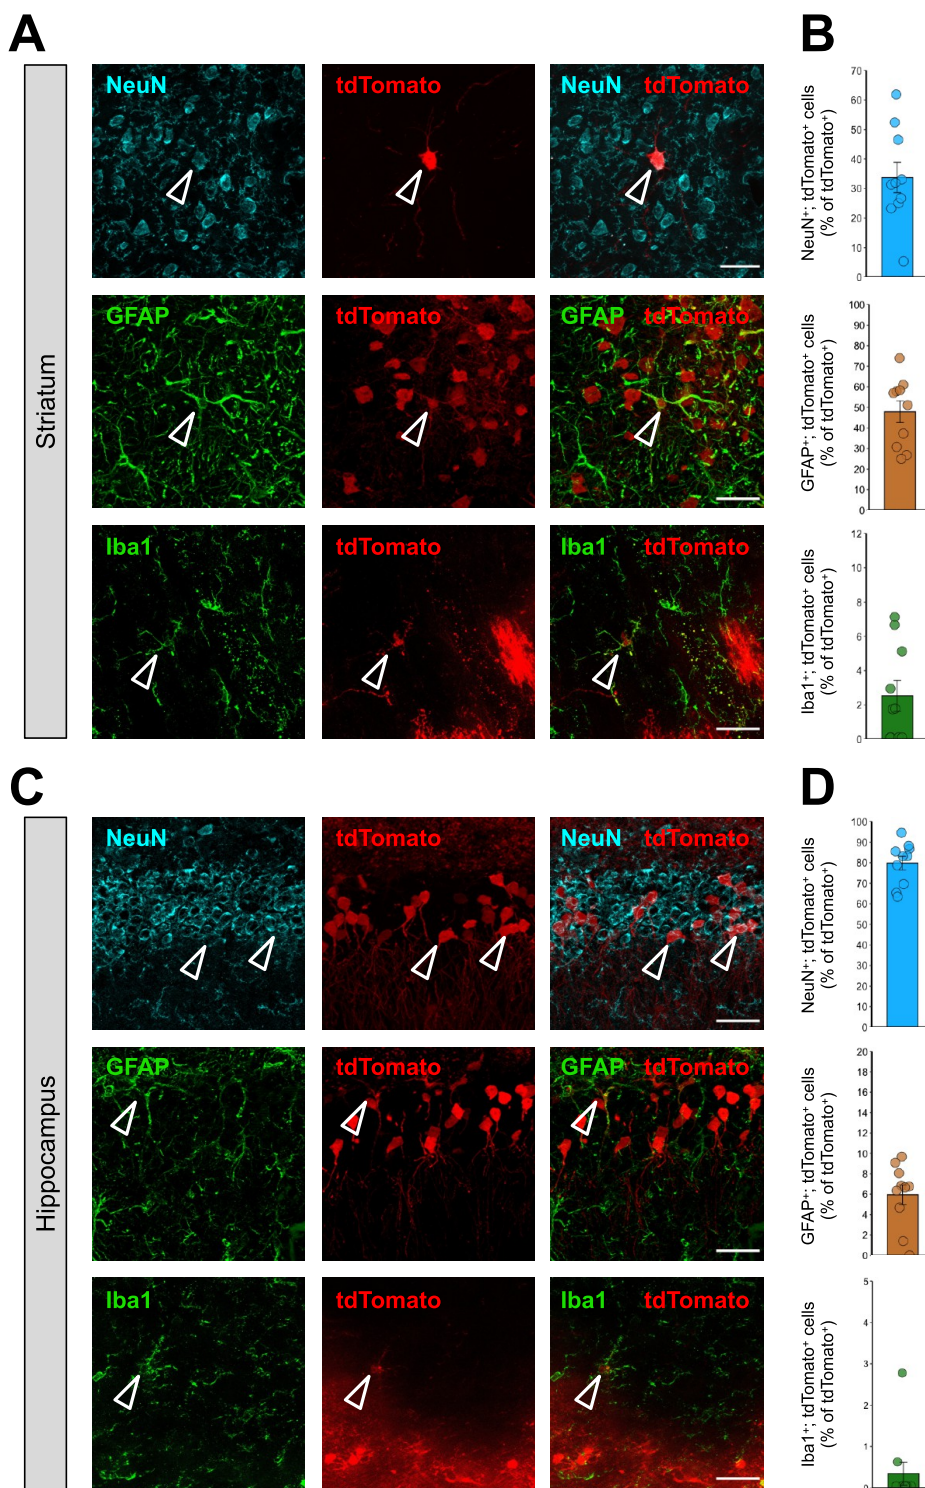 A
B
Striatum
NeuN
tdTomato
NeuN tdTomato
NeuN⁺; tdTomato⁺ cells
(% of tdTomato⁺)
70
60
50
40
30
20
10
0
GFAP
tdTomato
GFAP tdTomato
GFAP⁺; tdTomato⁺ cells
(% of tdTomato⁺)
100
90
80
70
60
50
40
30
20
10
0
Iba1
tdTomato
Iba1 tdTomato
Iba1⁺; tdTomato⁺ cells
(% of tdTomato⁺)
12
10
8
6
4
2
0
C
D
Hippocampus
NeuN
tdTomato
NeuN tdTomato
NeuN⁺; tdTomato⁺ cells
(% of tdTomato⁺)
100
90
80
70
60
50
40
30
20
10
0
GFAP
tdTomato
GFAP tdTomato
GFAP⁺; tdTomato⁺ cells
(% of tdTomato⁺)
20
18
16
14
12
10
8
6
4
2
0
Iba1
tdTomato
Iba1 tdTomato
Iba1⁺; tdTomato⁺ cells
(% of tdTomato⁺)
5
4
3
2
1
0